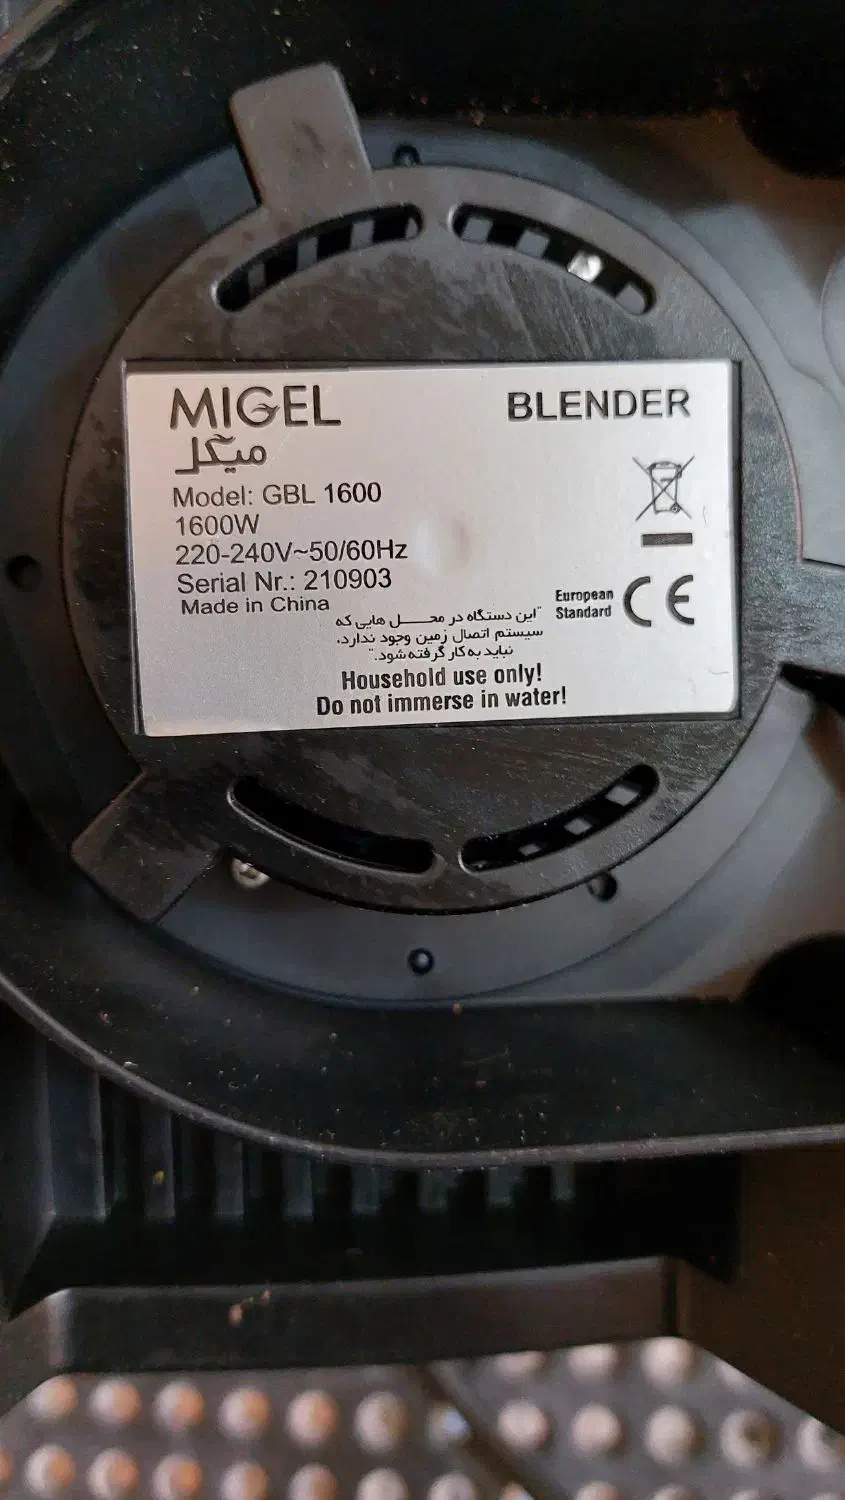 MIGEL
BLENDER
میگل
Model: GBL 1600
1600W
220-240V~50/60Hz
Serial Nr.: 210903
Made in China
European
Standard
CE
"این دستگاه در محـــل هایی که
سیستم اتصال زمین وجود ندارد،
نباید به کار گرفته شود."
Household use only!
Do not immerse in water!